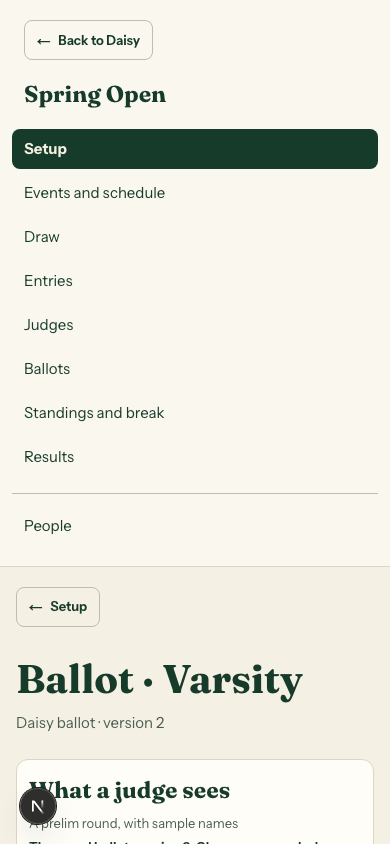 ← Back to Daisy
Spring Open
Setup
Events and schedule
Draw
Entries
Judges
Ballots
Standings and break
Results
People
← Setup
Ballot · Varsity
Daisy ballot · version 2
What a judge sees
A prelim round, with sample names
N